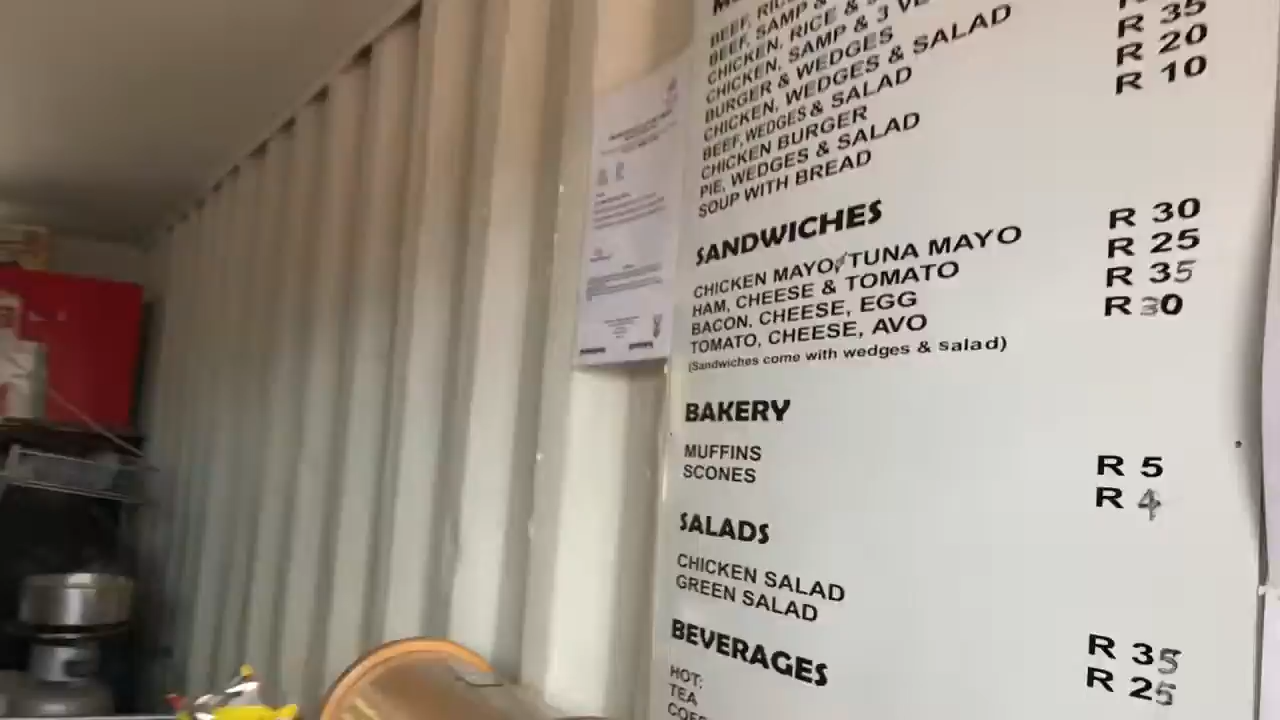 BEEF, SAMP &
CHICKEN, RICE &
CHICKEN, SAMP & 3
BURGER & WEDGES
CHICKEN, WEDGES & SALAD
BEEF, WEDGES & SALAD R 35
CHICKEN BURGER R 20
PIE, WEDGES & SALAD R 10
SOUP WITH BREAD
SANDWICHES
CHICKEN MAYO/TUNA MAYO R 30
HAM, CHEESE & TOMATO R 25
BACON, CHEESE, EGG R 35
TOMATO, CHEESE, AVO R 30
(Sandwiches come with wedges & salad)
BAKERY
MUFFINS R 5
SCONES R 4
SALADS
CHICKEN SALAD R 35
GREEN SALAD R 25
BEVERAGES
HOT:
TEA